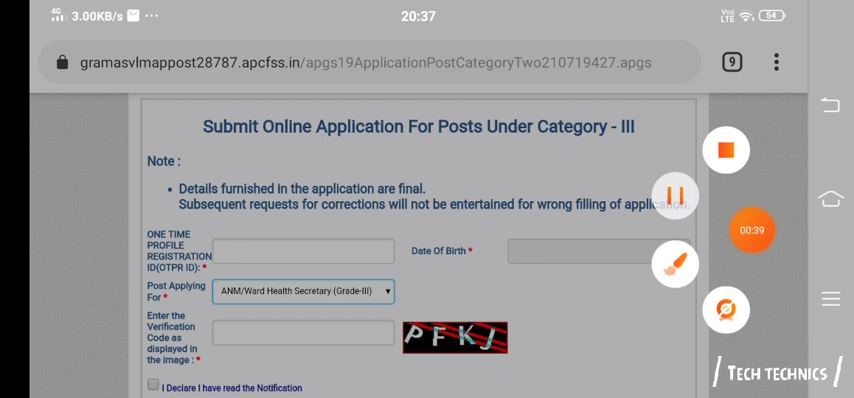 4G 3.00KB/s ... 20:37 VoLTE 54
gramasvlmappost28787.apcfss.in/apgs19ApplicationPostCategoryTwo210719427.apgs 9
Submit Online Application For Posts Under Category - III
Note :
• Details furnished in the application are final.
Subsequent requests for corrections will not be entertained for wrong filling of application.
ONE TIME
PROFILE
REGISTRATION
ID(OTPR ID): *
Date Of Birth *
Post Applying
For *
ANM/Ward Health Secretary (Grade-III)
Enter the
Verification
Code as
displayed in
the image : *
PFKJ
I Declare I have read the Notification
00:39
TECH TECHNICS